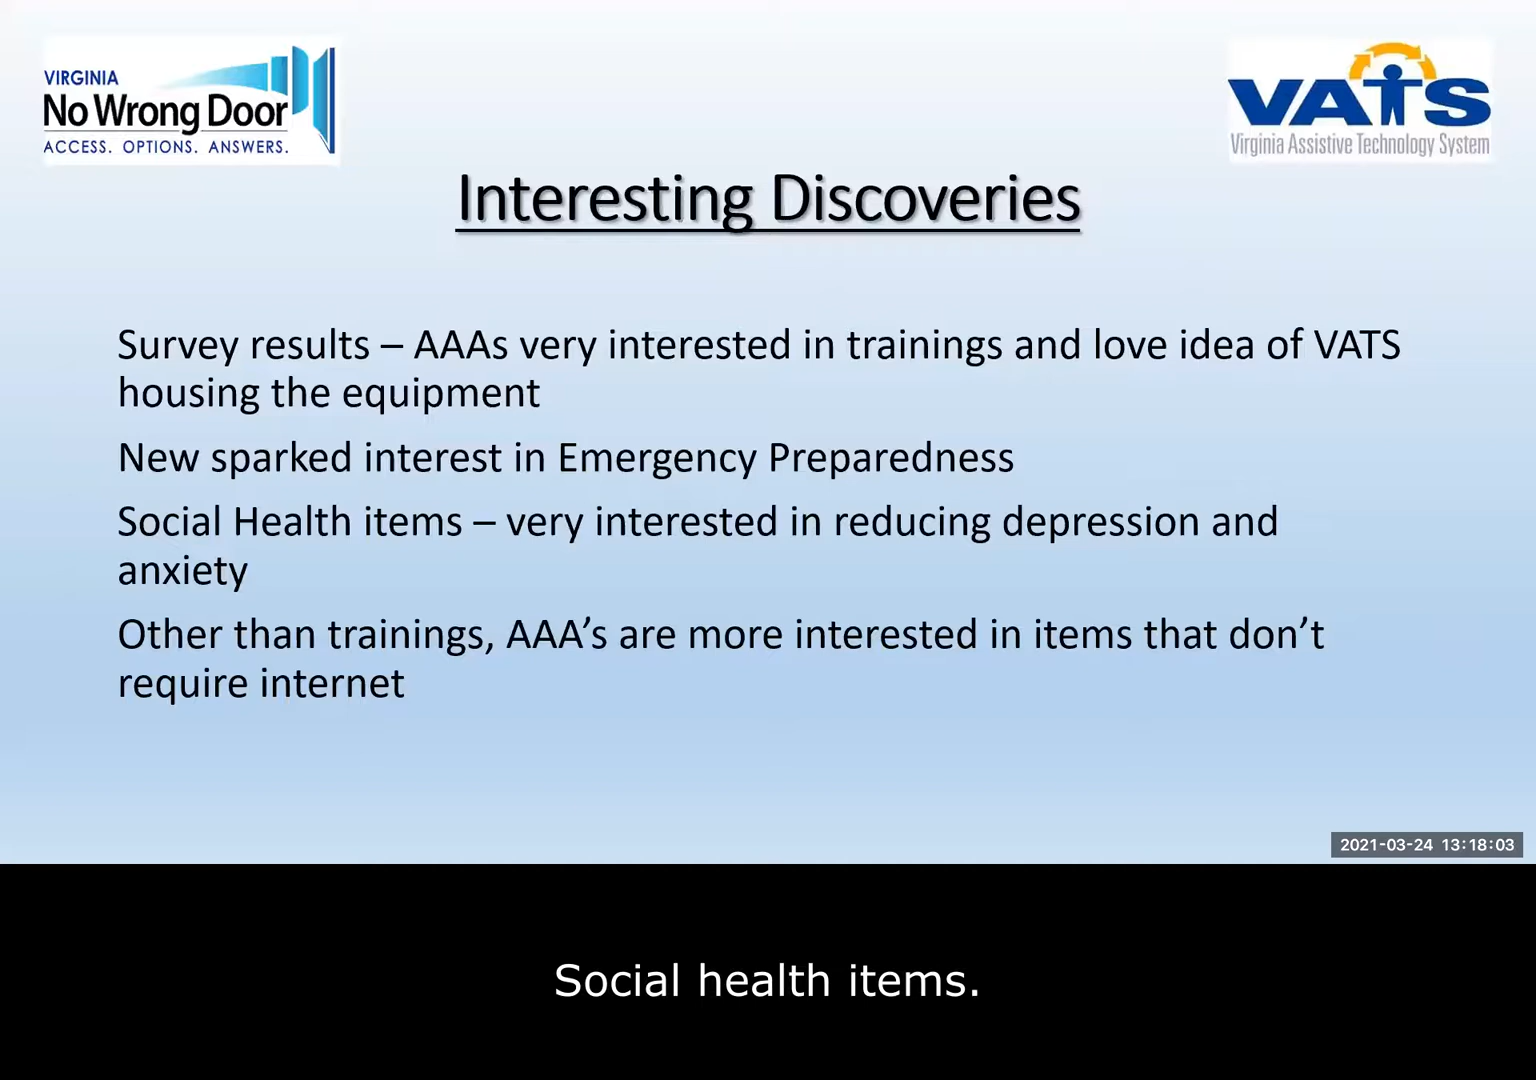 VIRGINIA
No Wrong Door
ACCESS. OPTIONS. ANSWERS.
VATS
Virginia Assistive Technology System
Interesting Discoveries
Survey results – AAAs very interested in trainings and love idea of VATS
housing the equipment
New sparked interest in Emergency Preparedness
Social Health items – very interested in reducing depression and
anxiety
Other than trainings, AAA’s are more interested in items that don’t
require internet
2021-03-24 13:18:03
Social health items.